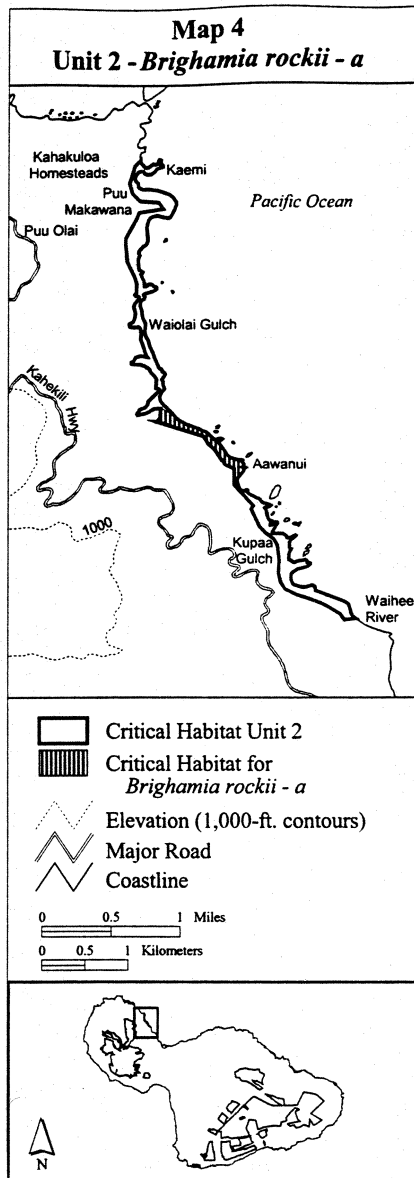 Map 4
Unit 2 - Brighamia rockii - a
Kahakuloa
Homesteads
Kaemi
Puu
Makawana
Pacific Ocean
Puu Olai
Waiolai Gulch
Kahekili
Hwy
Aawanui
1000
Kupaa
Gulch
Waihee
River
Critical Habitat Unit 2
Critical Habitat for
Brighamia rockii - a
Elevation (1,000-ft. contours)
Major Road
Coastline
0 0.5 1 Miles
0 0.5 1 Kilometers
N